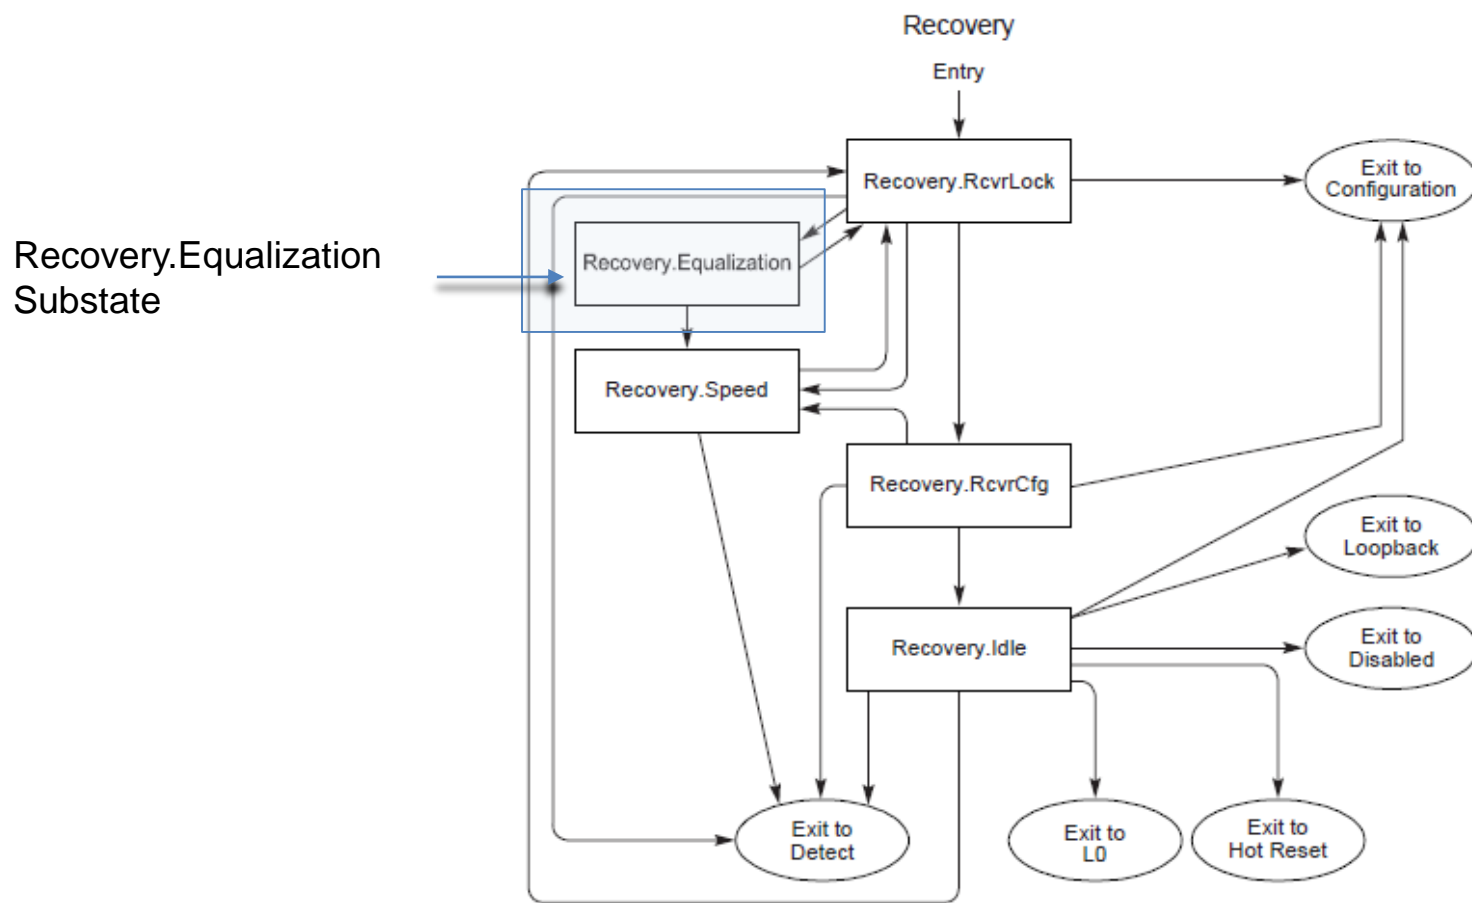 Recovery
Entry
Recovery.RcvrLock
Exit to
Configuration
Recovery.Equalization
Substate
Recovery.Equalization
Recovery.Speed
Recovery.RcvrCfg
Exit to
Loopback
Recovery.Idle
Exit to
Disabled
Exit to
Detect
Exit to
L0
Exit to
Hot Reset